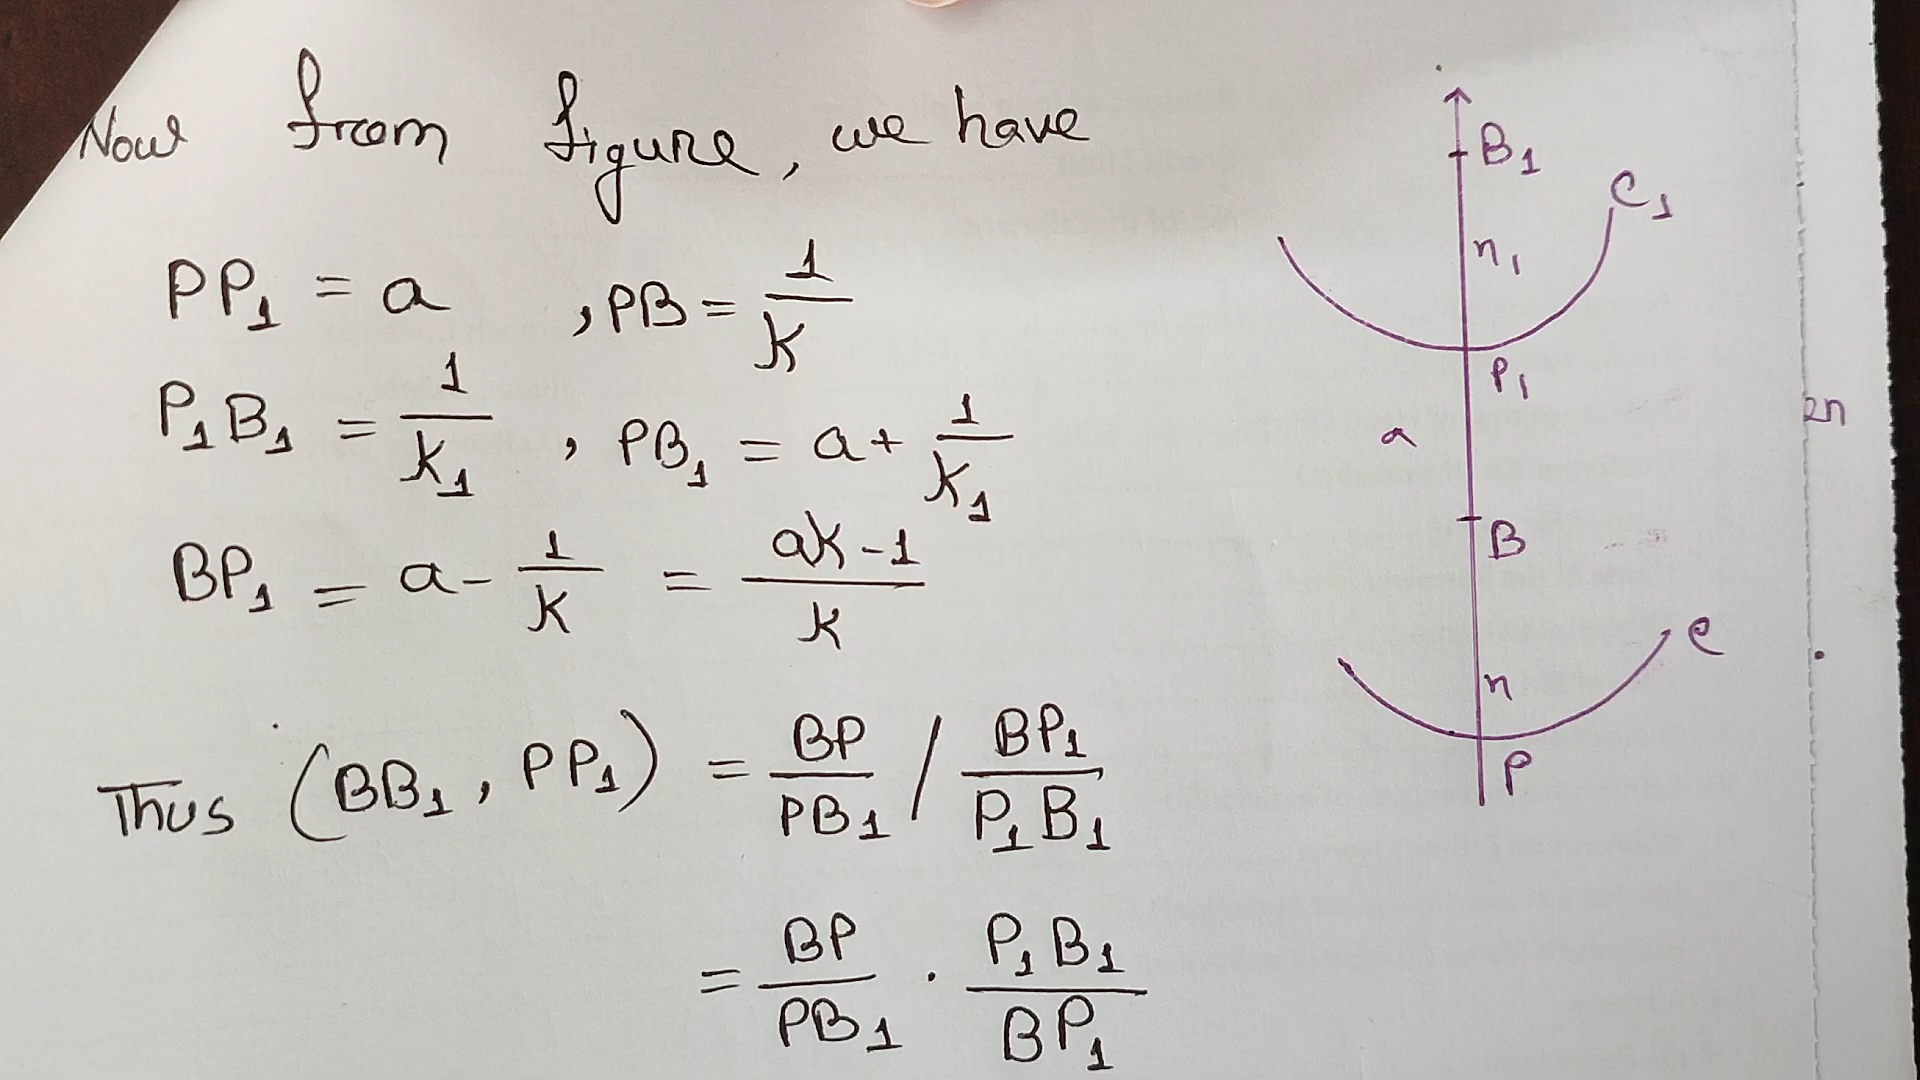 Now from figure, we have
PP₁ = a , PB = 1/K
P₁B₁ = 1/K₁ , PB₁ = a + 1/K₁
BP₁ = a - 1/K = aK-1/K
Thus (BB₁, PP₁) = BP/PB₁ / BP₁/P₁B₁
= BP/PB₁ . P₁B₁/BP₁
B₁
C₁
n₁
P₁
a
B
c
n
P
2n